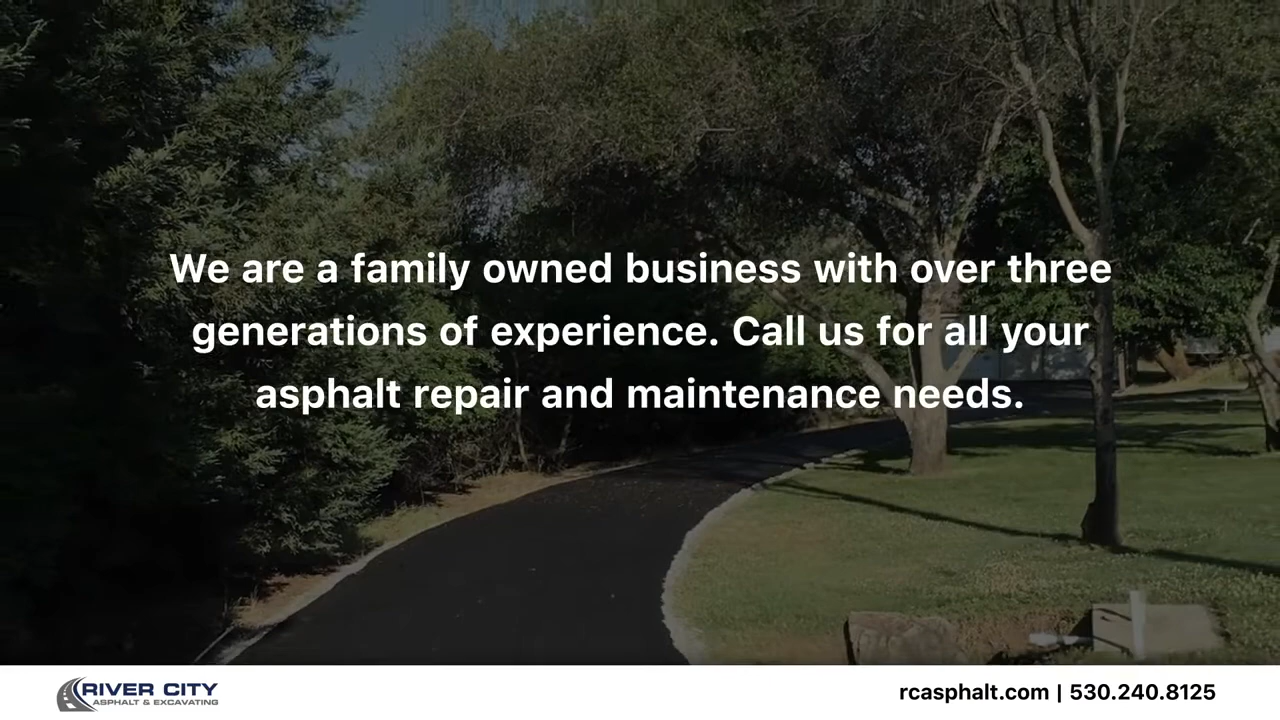 We are a family owned business with over three
generations of experience. Call us for all your
asphalt repair and maintenance needs.
RIVER CITY
ASPHALT & EXCAVATING
rcasphalt.com | 530.240.8125